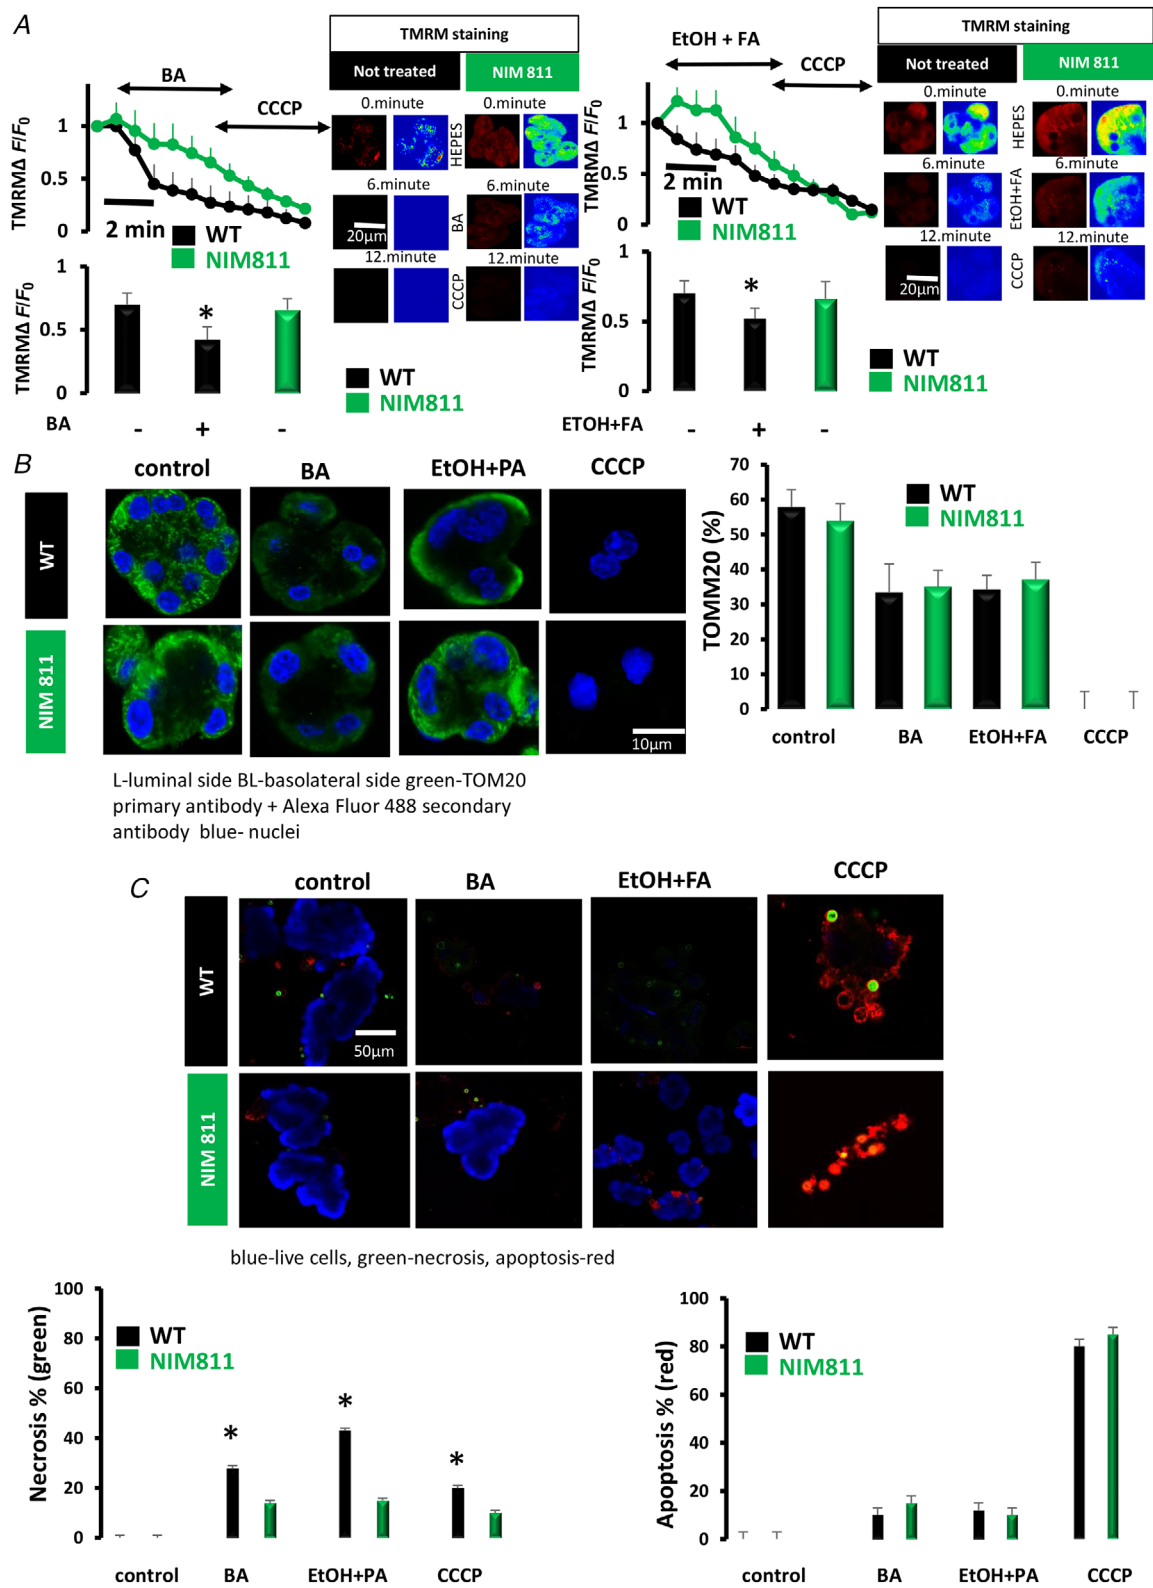 A
TMRM staining
Not treated
NIM 811
BA
CCCP
0.minute
0.minute
HEPES
6.minute
6.minute
BA
20µm
12.minute
12.minute
CCCP
TMRMΔ F/F0
1
0.5
0
2 min
WT
NIM811
TMRMΔ F/F0
1
0.5
0
*
WT
NIM811
BA
- + -
TMRM staining
Not treated
NIM 811
EtOH + FA
CCCP
0.minute
0.minute
HEPES
6.minute
6.minute
EtOH+FA
12.minute
12.minute
CCCP
20µm
TMRMΔ F/F0
1
0.5
0
2 min
WT
NIM811
TMRMΔ F/F0
1
0.5
0
*
WT
NIM811
ETOH+FA
- + -
B
control
BA
EtOH+PA
CCCP
WT
NIM 811
10µm
L-luminal side BL-basolateral side green-TOM20
primary antibody + Alexa Fluor 488 secondary
antibody blue- nuclei
TOMM20 (%)
70
60
50
40
30
20
10
0
WT
NIM811
control
BA
EtOH+FA
CCCP
C
control
BA
EtOH+FA
CCCP
WT
50µm
NIM 811
blue-live cells, green-necrosis, apoptosis-red
Necrosis % (green)
100
80
60
40
20
0
WT
NIM811
*
*
*
control
BA
EtOH+PA
CCCP
Apoptosis % (red)
100
80
60
40
20
0
WT
NIM811
control
BA
EtOH+PA
CCCP